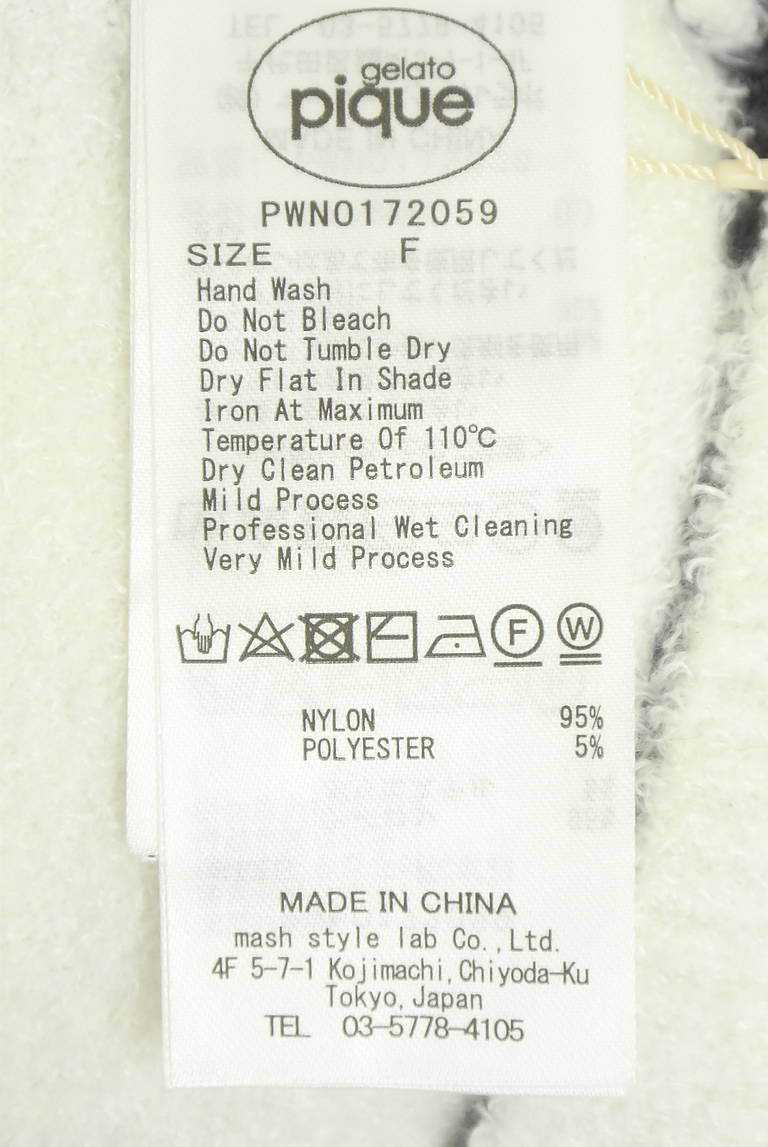 gelato
pique
PWNO172059
SIZE F
Hand Wash
Do Not Bleach
Do Not Tumble Dry
Dry Flat In Shade
Iron At Maximum
Temperature Of 110℃
Dry Clean Petroleum
Mild Process
Professional Wet Cleaning
Very Mild Process
F W
NYLON 95%
POLYESTER 5%
MADE IN CHINA
mash style lab Co.,Ltd.
4F 5-7-1 Kojimachi,Chiyoda-Ku
Tokyo,Japan
TEL 03-5778-4105